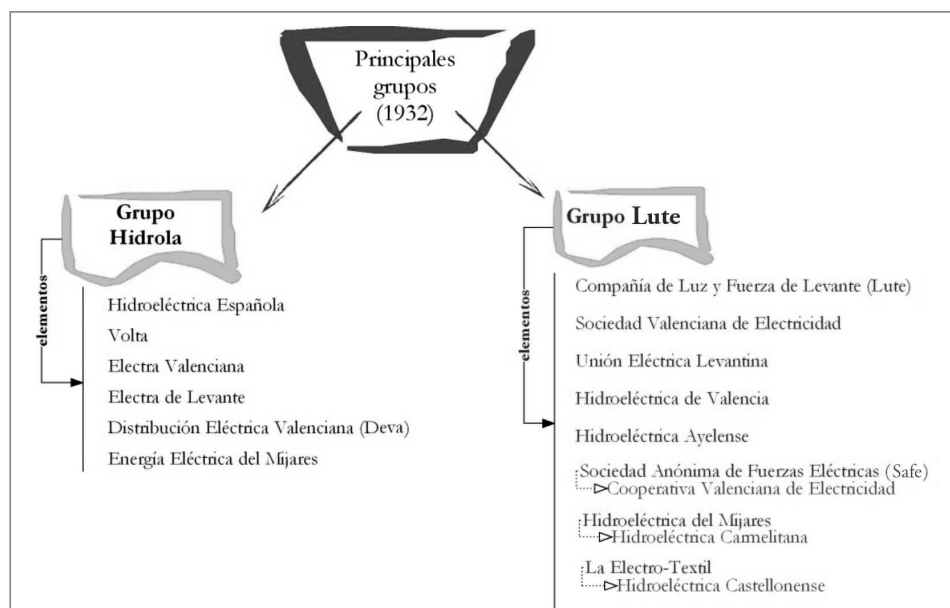 Principales
grupos
(1932)
Grupo
Hidrola
elementos
Hidroeléctrica Española
Volta
Electra Valenciana
Electra de Levante
Distribución Eléctrica Valenciana (Deva)
Energía Eléctrica del Mijares
Grupo Lute
elementos
Compañía de Luz y Fuerza de Levante (Lute)
Sociedad Valenciana de Electricidad
Unión Eléctrica Levantina
Hidroeléctrica de Valencia
Hidroeléctrica Ayelense
Sociedad Anónima de Fuerzas Eléctricas (Safe)
Cooperativa Valenciana de Electricidad
Hidroeléctrica del Mijares
Hidroeléctrica Carmelitana
La Electro-Textil
Hidroeléctrica Castellonense